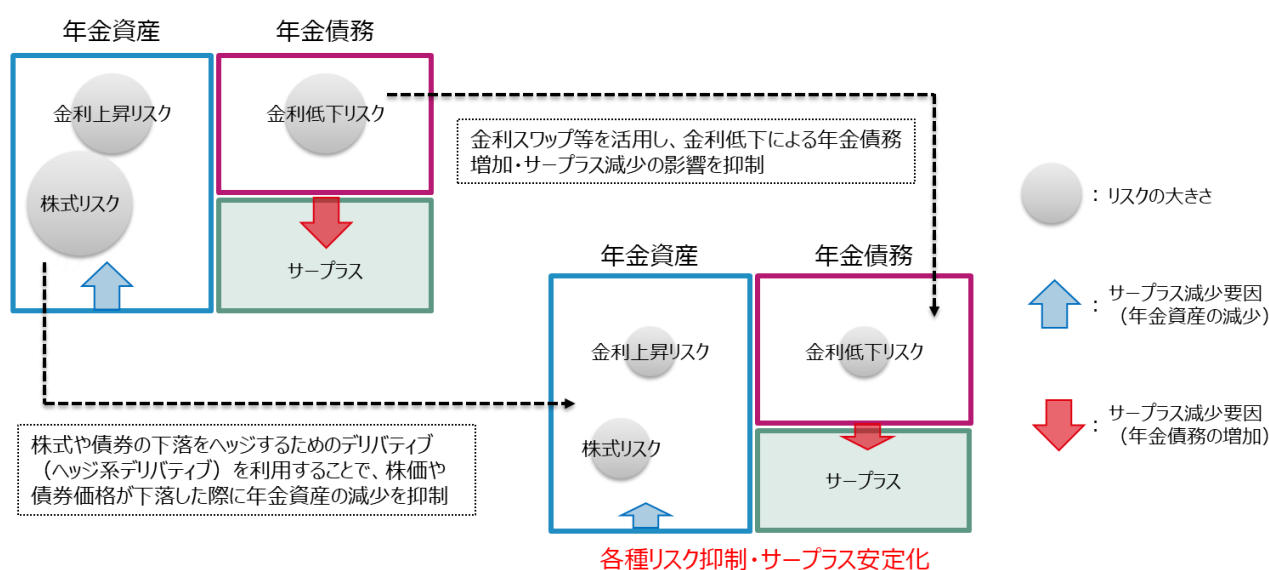 年金資産
年金債務
金利上昇リスク
金利低下リスク
株式リスク
サープラス
金利スワップ等を活用し、金利低下による年金債務
増加・サープラス減少の影響を抑制
:リスクの大きさ
年金資産
年金債務
:サープラス減少要因
(年金資産の減少)
金利上昇リスク
金利低下リスク
:サープラス減少要因
(年金債務の増加)
株式や債券の下落をヘッジするためのデリバティブ
(ヘッジ系デリバティブ)を利用することで、株価や
債券価格が下落した際に年金資産の減少を抑制
株式リスク
サープラス
各種リスク抑制・サープラス安定化